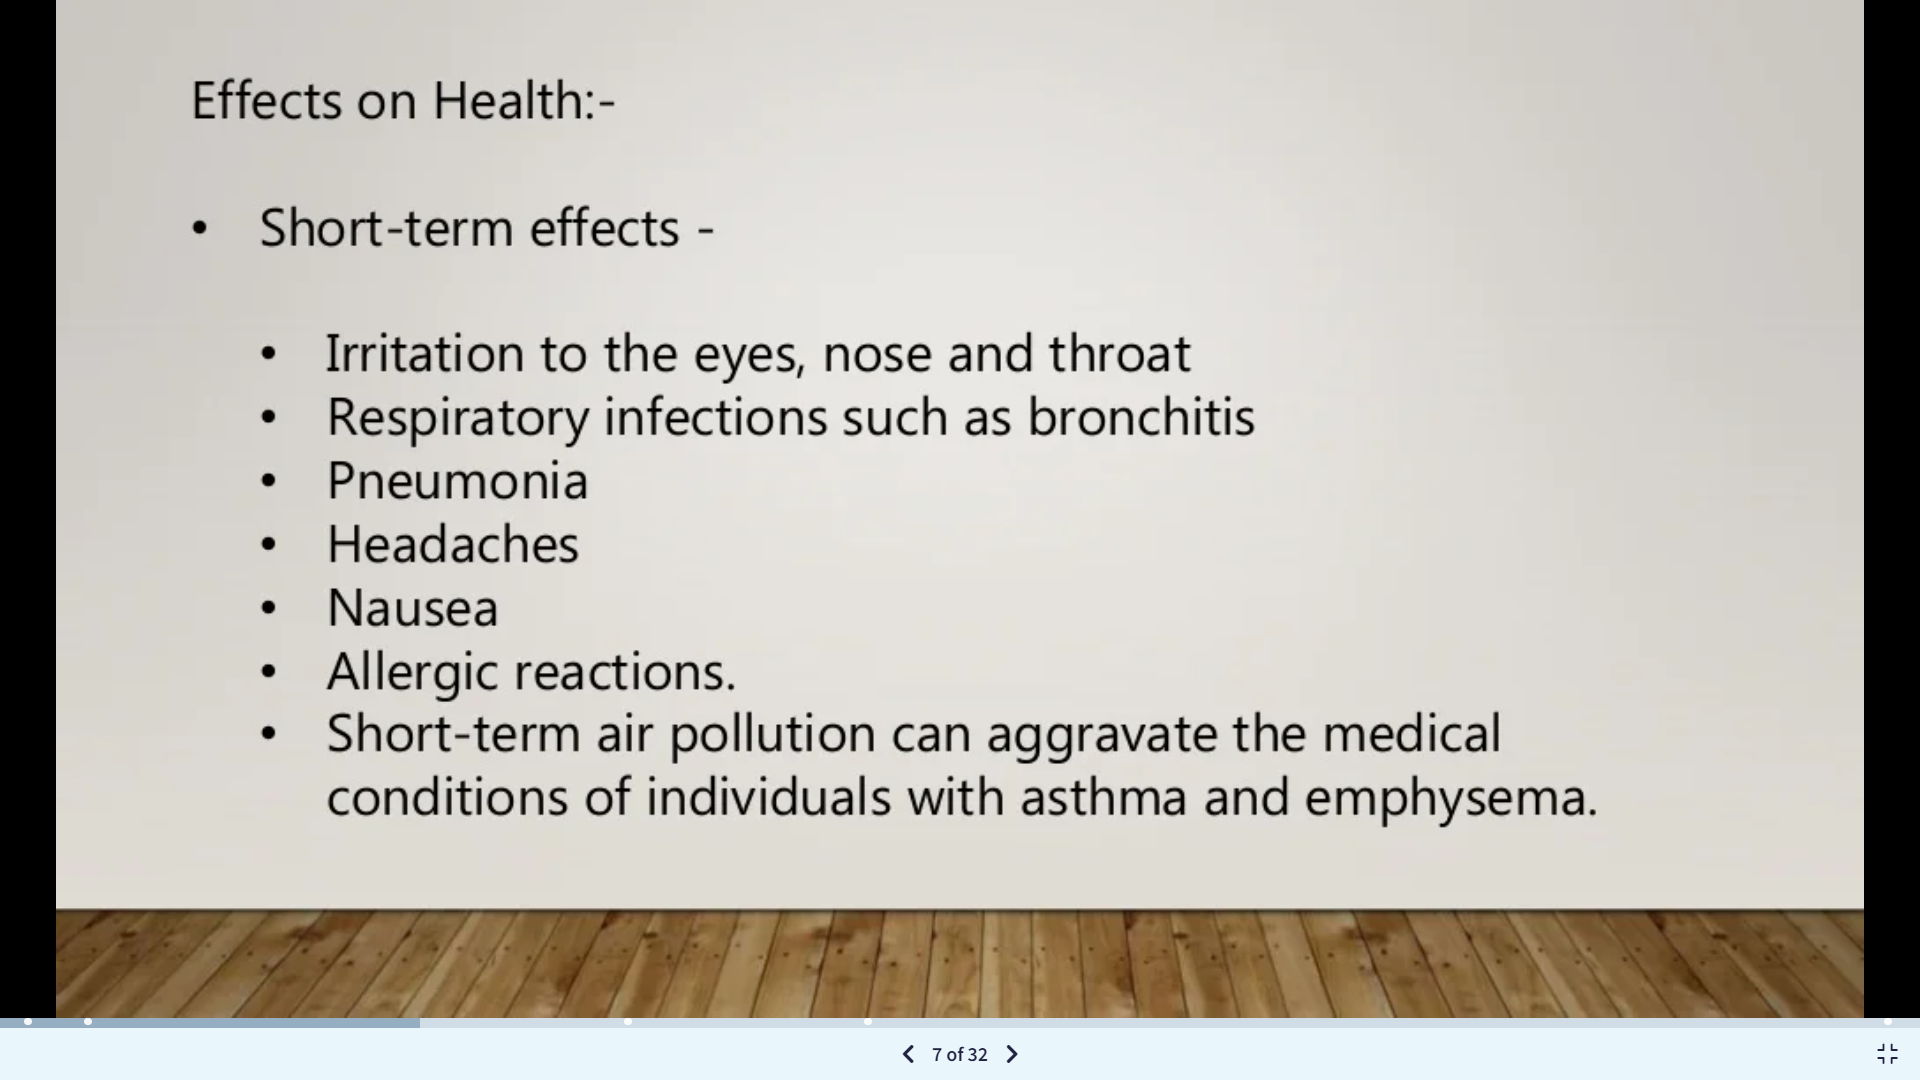 Effects on Health:-
• Short-term effects -
• Irritation to the eyes, nose and throat
• Respiratory infections such as bronchitis
• Pneumonia
• Headaches
• Nausea
• Allergic reactions.
• Short-term air pollution can aggravate the medical
conditions of individuals with asthma and emphysema.
7 of 32